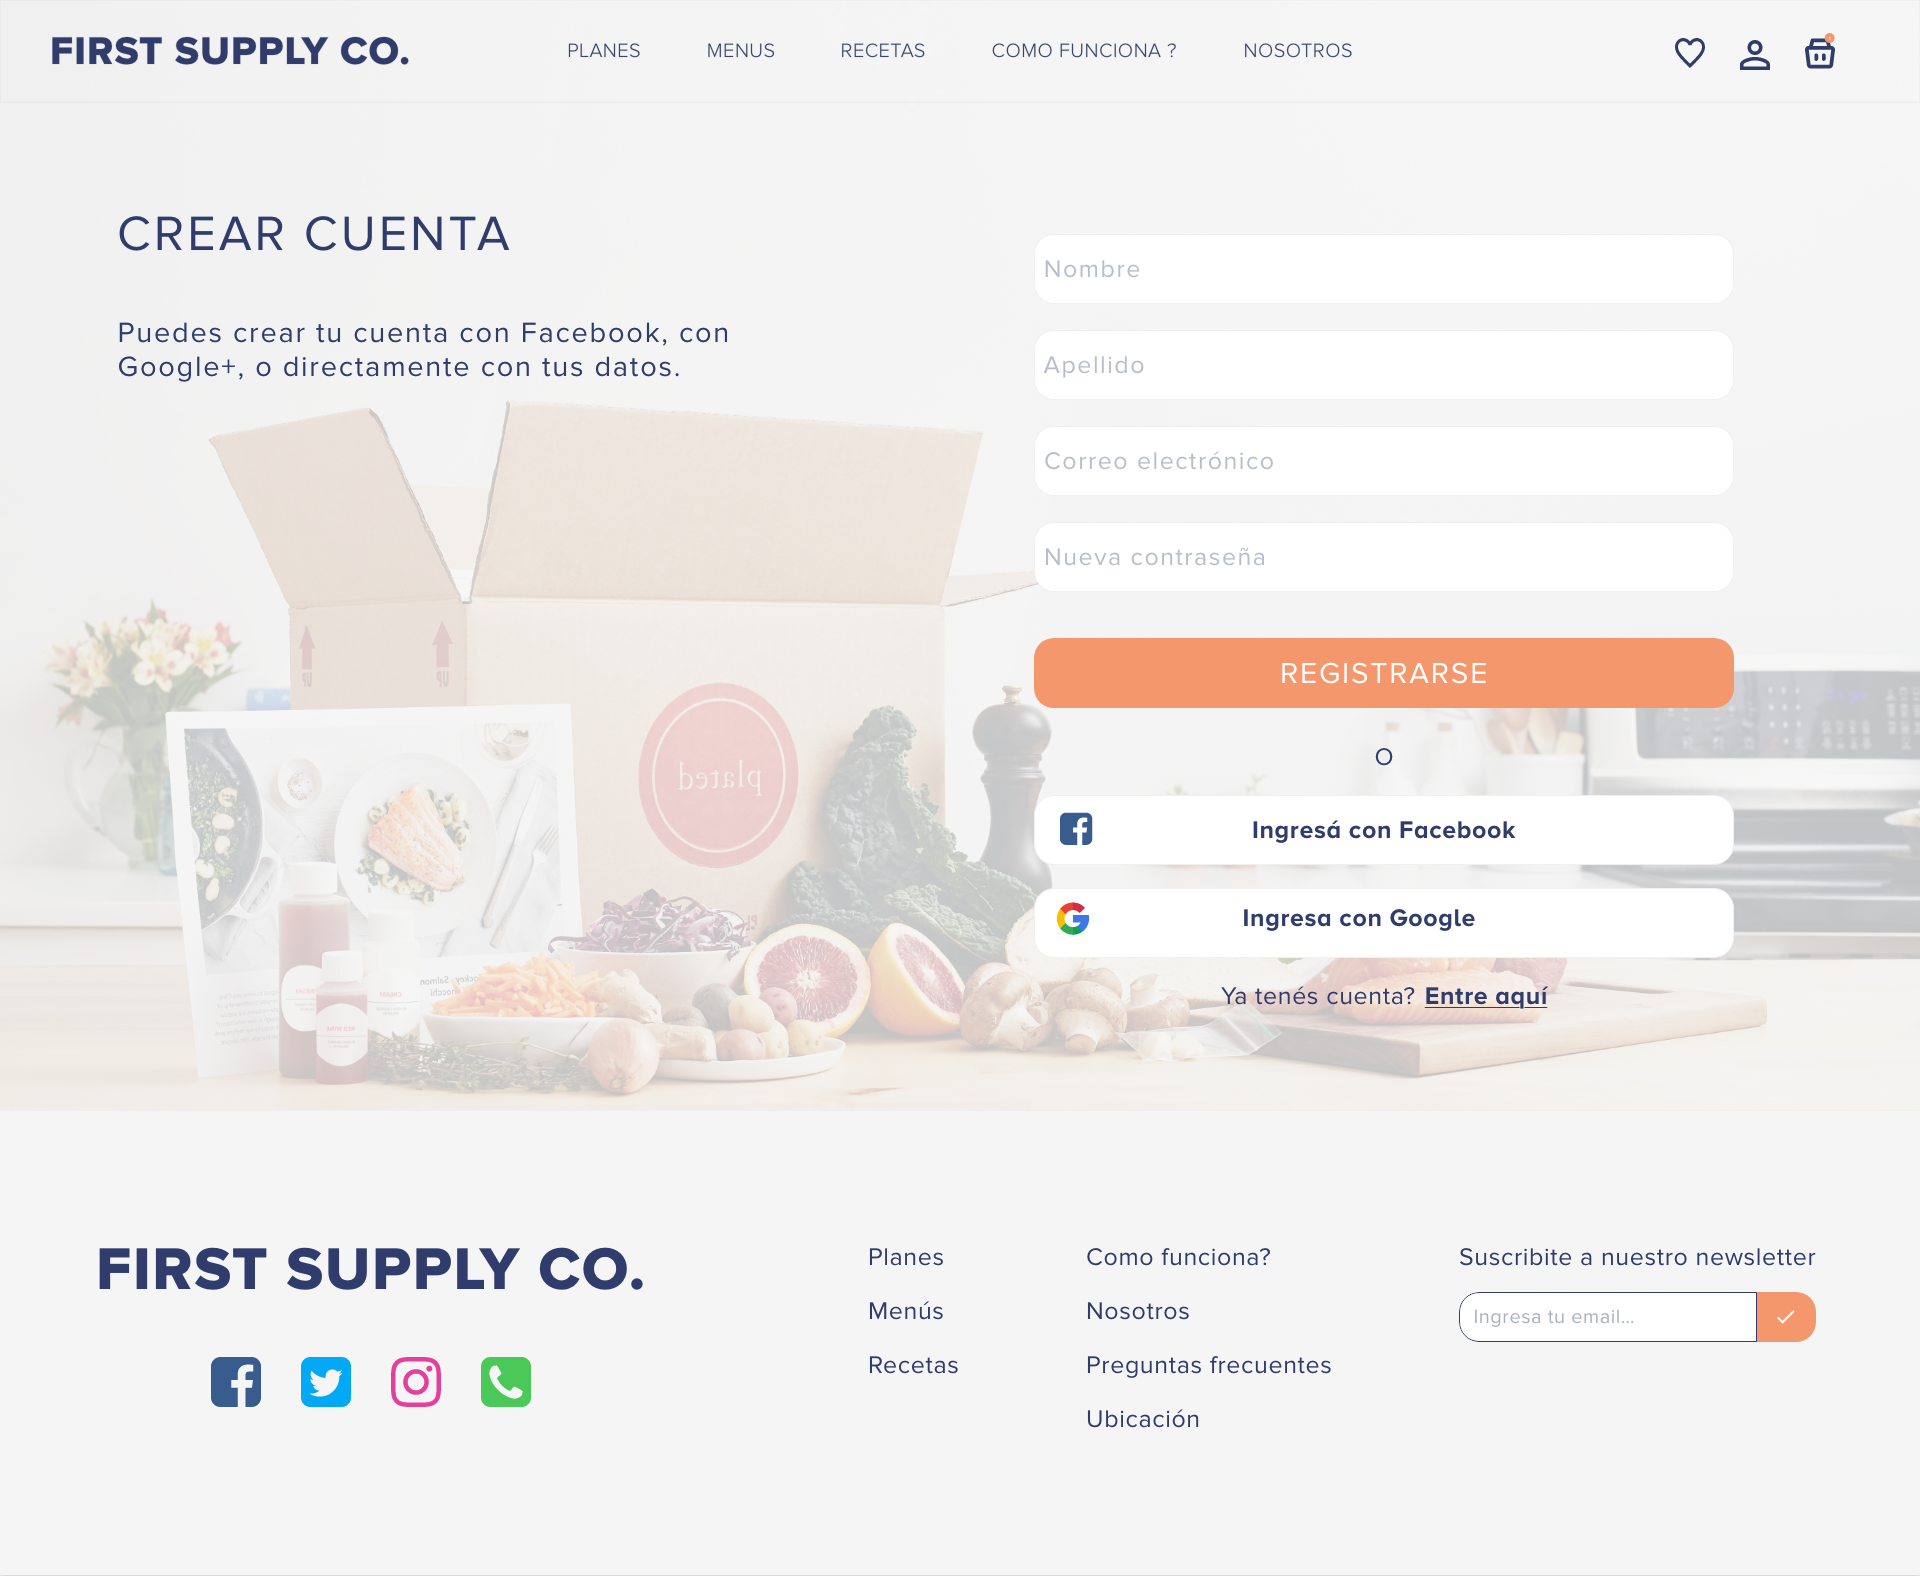 FIRST SUPPLY CO.
PLANES
MENUS
RECETAS
COMO FUNCIONA ?
NOSOTROS
CREAR CUENTA
Puedes crear tu cuenta con Facebook, con
Google+, o directamente con tus datos.
Nombre
Apellido
Correo electrónico
Nueva contraseña
REGISTRARSE
O
Ingresá con Facebook
Ingresa con Google
Ya tenés cuenta? Entre aquí
UP
UP
plated
FIRST SUPPLY CO.
Planes
Menús
Recetas
Como funciona?
Nosotros
Preguntas frecuentes
Ubicación
Suscribite a nuestro newsletter
Ingresa tu email...